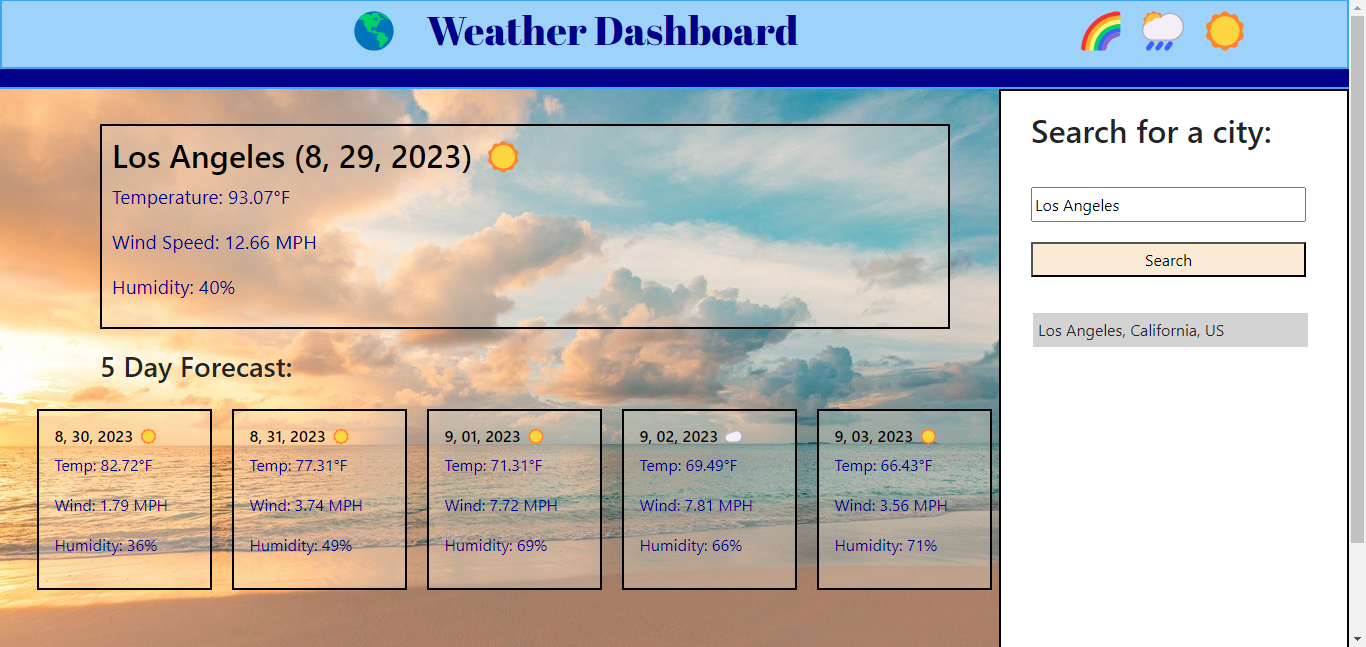 Weather Dashboard
Los Angeles (8, 29, 2023)
Temperature: 93.07°F
Wind Speed: 12.66 MPH
Humidity: 40%
5 Day Forecast:
8, 30, 2023
Temp: 82.72°F
Wind: 1.79 MPH
Humidity: 36%
8, 31, 2023
Temp: 77.31°F
Wind: 3.74 MPH
Humidity: 49%
9, 01, 2023
Temp: 71.31°F
Wind: 7.72 MPH
Humidity: 69%
9, 02, 2023
Temp: 69.49°F
Wind: 7.81 MPH
Humidity: 66%
9, 03, 2023
Temp: 66.43°F
Wind: 3.56 MPH
Humidity: 71%
Search for a city:
Los Angeles
Search
Los Angeles, California, US